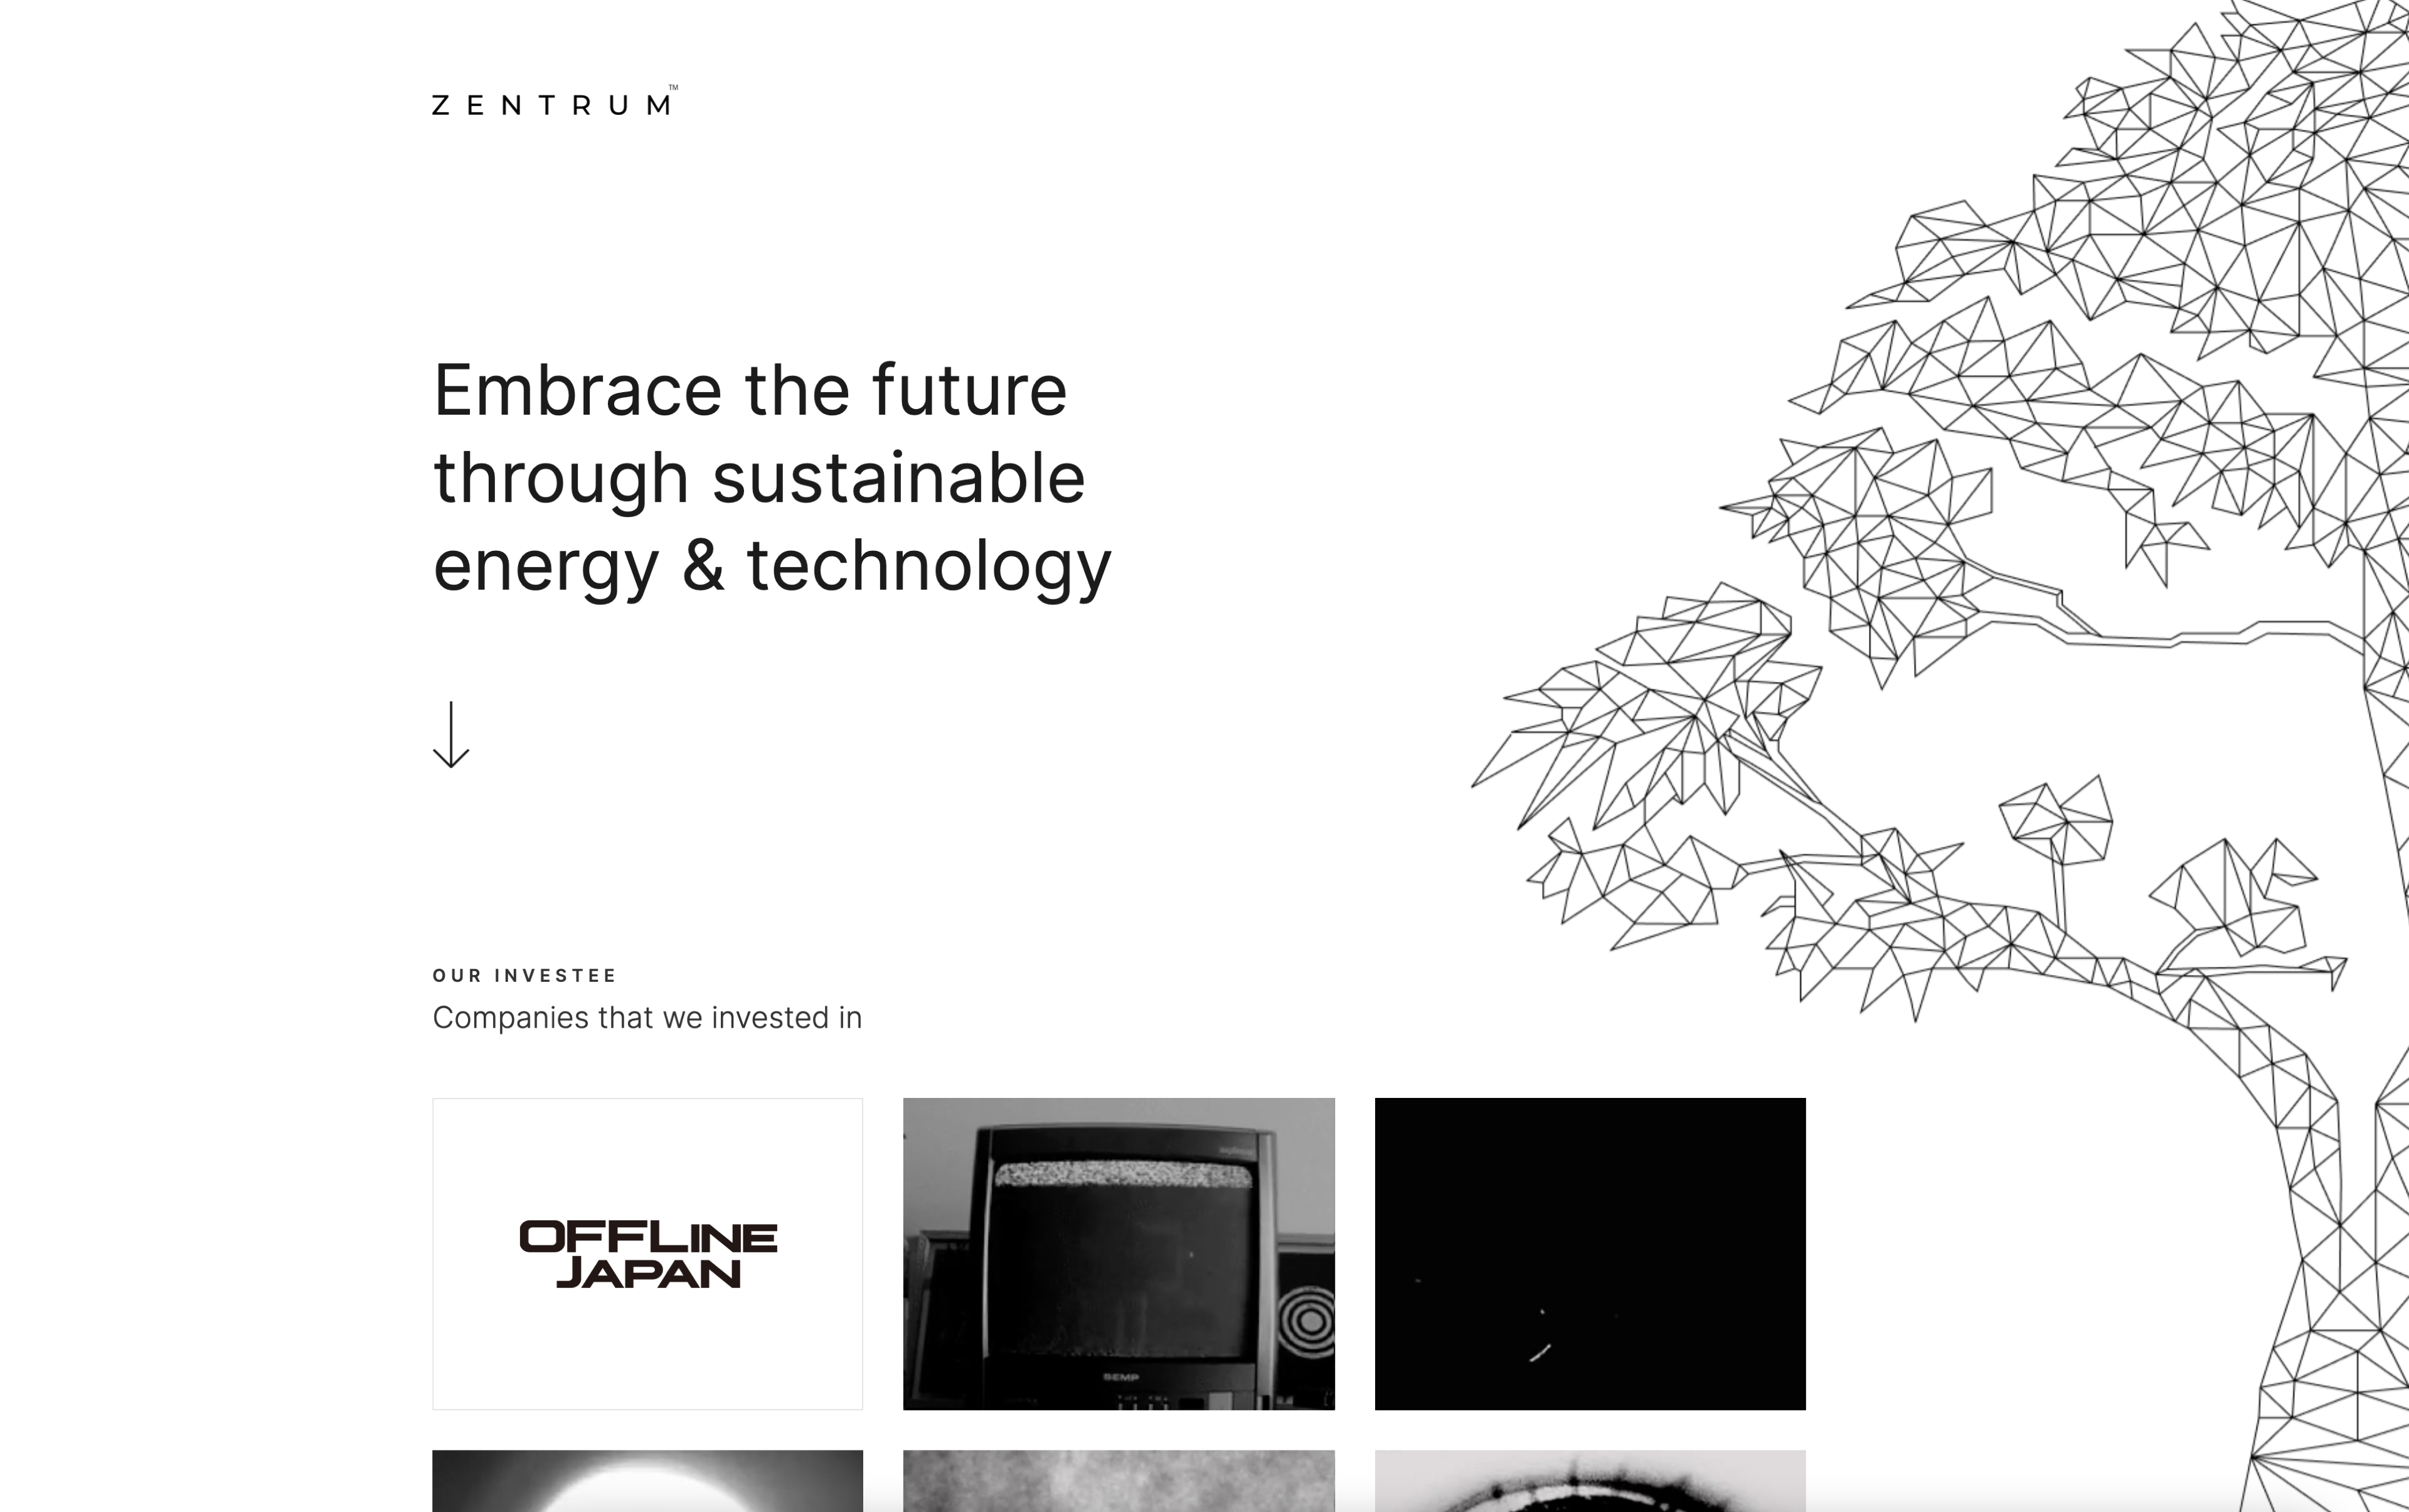 ZENTRUM™
Embrace the future
through sustainable
energy & technology
OUR INVESTEE
Companies that we invested in
OFFLINE
JAPAN
SEMP